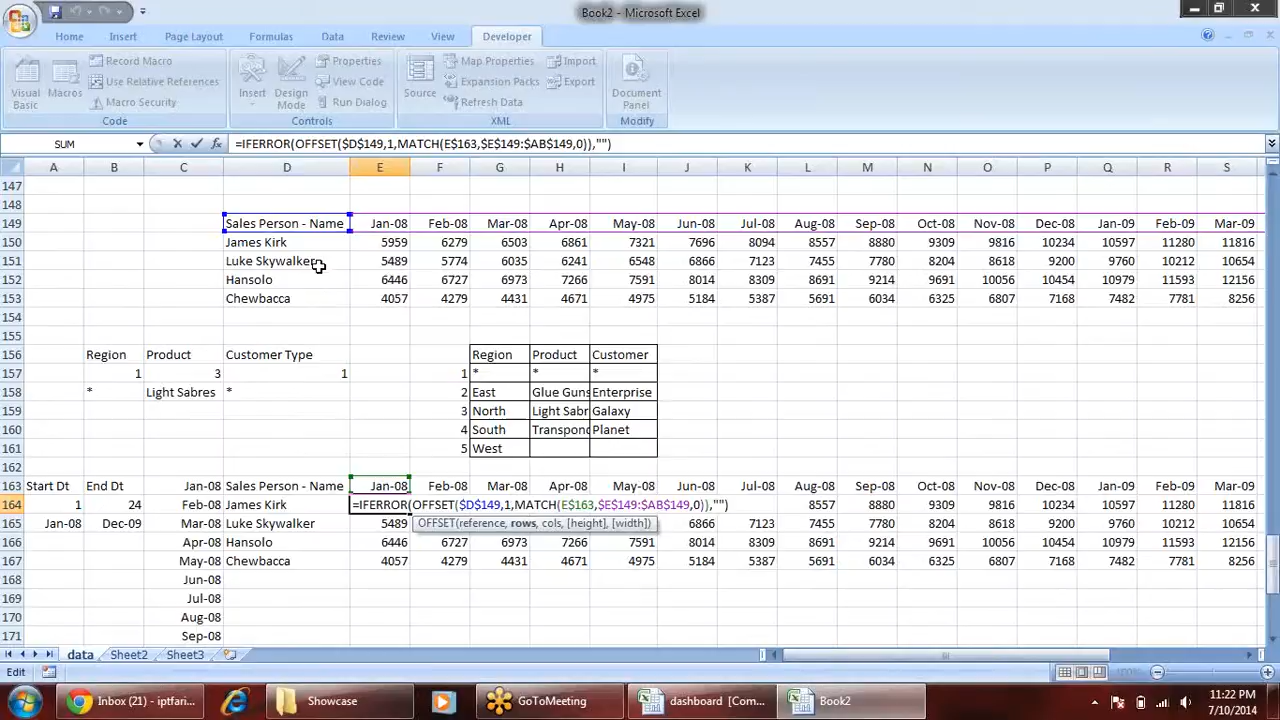 Book2 - Microsoft Excel
Home Insert Page Layout Formulas Data Review View Developer
Visual Basic Macros Record Macro Use Relative References Macro Security
Insert Design Mode Properties View Code Run Dialog
Source Map Properties Expansion Packs Refresh Data Import Export
Document Panel
Code Controls XML Modify
SUM =IFERROR(OFFSET($D$149,1,MATCH(E$163,$E$149:$AB$149,0)),"")
A B C D E F G H I J K L M N O P Q R S
147
148
149 Sales Person - Name Jan-08 Feb-08 Mar-08 Apr-08 May-08 Jun-08 Jul-08 Aug-08 Sep-08 Oct-08 Nov-08 Dec-08 Jan-09 Feb-09 Mar-09
150 James Kirk 5959 6279 6503 6861 7321 7696 8094 8557 8880 9309 9816 10234 10597 11280 11816
151 Luke Skywalker 5489 5774 6035 6241 6548 6866 7123 7455 7780 8204 8618 9200 9760 10212 10654
152 Hansolo 6446 6727 6973 7266 7591 8014 8309 8691 8929 9214 10056 10454 10993 11593 12156
153 Chewbacca 4057 4279 4431 4671 4975 5184 5387 5691 6034 6325 6807 7168 7482 7781 8256
154
155
156 Region Product Customer Type Region Product Customer
157 1 3 1 1 * * *
158 * Light Sabres * 2 East Glue Guns Enterprise
159 3 North Light Sabr Galaxy
160 4 South Transpond Planet
161 5 West
162
163 Start Dt End Dt Jan-08 Sales Person - Name Jan-08 Feb-08 Mar-08 Apr-08 May-08 Jun-08 Jul-08 Aug-08 Sep-08 Oct-08 Nov-08 Dec-08 Jan-09 Feb-09 Mar-09
164 1 24 Feb-08 James Kirk =IFERROR(OFFSET($D$149,1,MATCH(E$163,$E$149:$AB$149,0)),"") 8557 8880 9309 9816 10234 10597 11280 11816
165 Jan-08 Dec-09 Mar-08 Luke Skywalker 5489 OFFSET(reference, rows, cols, [height], [width]) 6866 7123 7455 7780 8204 8618 9200 9760 10212 10654
166 Apr-08 Hansolo 6446 6727 6973 7266 7591 8014 8309 8691 8929 9214 10056 10454 10993 11593 12156
167 May-08 Chewbacca 4057 4279 4431 4671 4975 5184 5387 5691 6034 6325 6807 7168 7482 7781 8256
168 Jun-08
169 Jul-08
170 Aug-08
171 Sep-08
data Sheet2 Sheet3
Edit
Inbox (21) - iptfari... Showcase GoToMeeting dashboard [Com... Book2 11:22 PM
7/10/2014